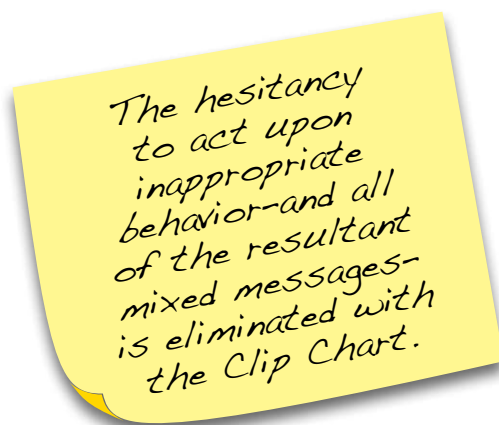 The hesitancy
to act upon
inappropriate
behavior-and all
of the resultant
mixed messages-
is eliminated with
the Clip Chart.